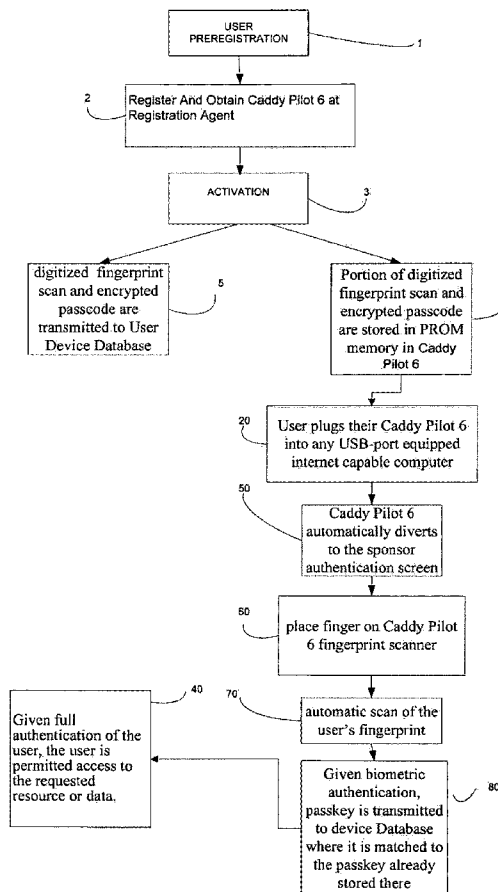 USER
PREREGISTRATION
1
2
Register And Obtain Caddy Pilot 6 at
Registration Agent
ACTIVATION
3
digitized fingerprint
scan and encrypted
passcode are
transmitted to User
Device Database
5
Portion of digitized
fingerprint scan and
encrypted passcode
are stored in PROM
memory in Caddy
Pilot 6
20
User plugs their Caddy Pilot 6
into any USB-port equipped
internet capable computer
50
Caddy Pilot 6
automatically diverts
to the sponsor
authentication screen
60
place finger on Caddy Pilot
6 fingerprint scanner
70
automatic scan of the
user's fingerprint
40
Given full
authentication of the
user, the user is
permitted access to
the requested
resource or data.
Given biometric
authentication,
passkey is transmitted
to device Database
where it is matched to
the passkey already
stored there
80